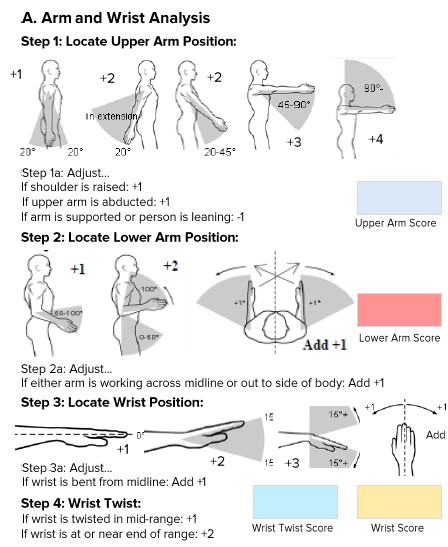 A. Arm and Wrist Analysis
Step 1: Locate Upper Arm Position:
+1
+2
+2
90°-
in extension
45-90°
+3
+4
20°
20°
20°
20-45°
Step 1a: Adjust...
If shoulder is raised: +1
If upper arm is abducted: +1
If arm is supported or person is leaning: -1
Upper Arm Score
Step 2: Locate Lower Arm Position:
+1
+2
100°
60-100°
0-60°
+1°
+1°
Add +1
Lower Arm Score
Step 2a: Adjust...
If either arm is working across midline or out to side of body: Add +1
Step 3: Locate Wrist Position:
0°
+1
15
+2
15
15°+
+3
15°+
+1
+1
Add
Step 3a: Adjust...
If wrist is bent from midline: Add +1
Step 4: Wrist Twist:
If wrist is twisted in mid-range: +1
If wrist is at or near end of range: +2
Wrist Twist Score
Wrist Score